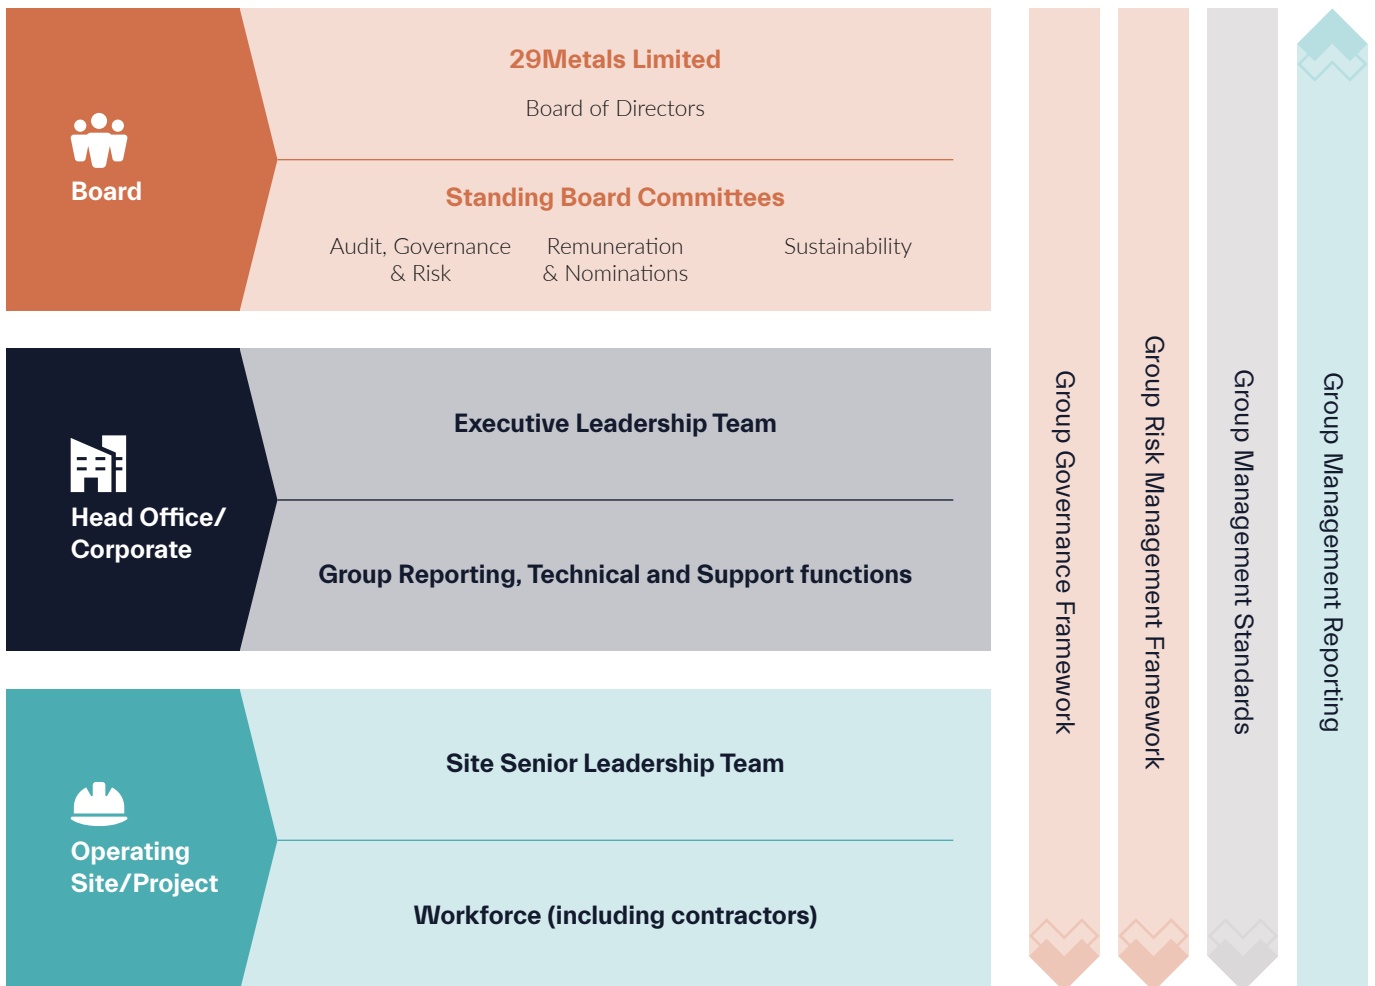 Board
29Metals Limited
Board of Directors
Standing Board Committees
Audit, Governance
& Risk
Remuneration
& Nominations
Sustainability
Head Office/
Corporate
Executive Leadership Team
Group Reporting, Technical and Support functions
Operating
Site/Project
Site Senior Leadership Team
Workforce (including contractors)
Group Governance Framework
Group Risk Management Framework
Group Management Standards
Group Management Reporting